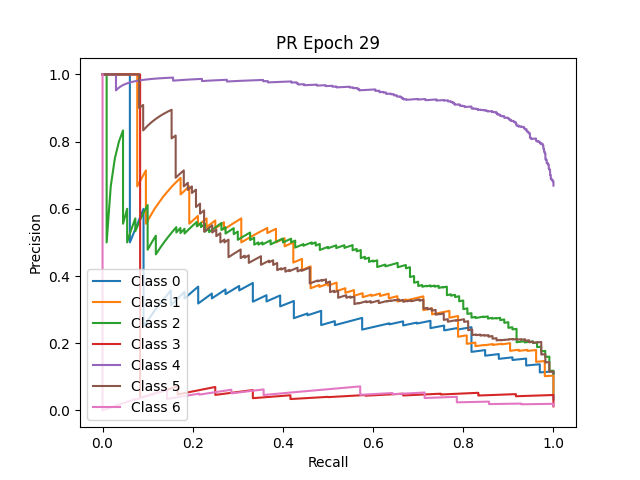 PR Epoch 29
Precision
1.0
0.8
0.6
0.4
0.2
0.0
Class 0
Class 1
Class 2
Class 3
Class 4
Class 5
Class 6
0.0 0.2 0.4 0.6 0.8 1.0
Recall